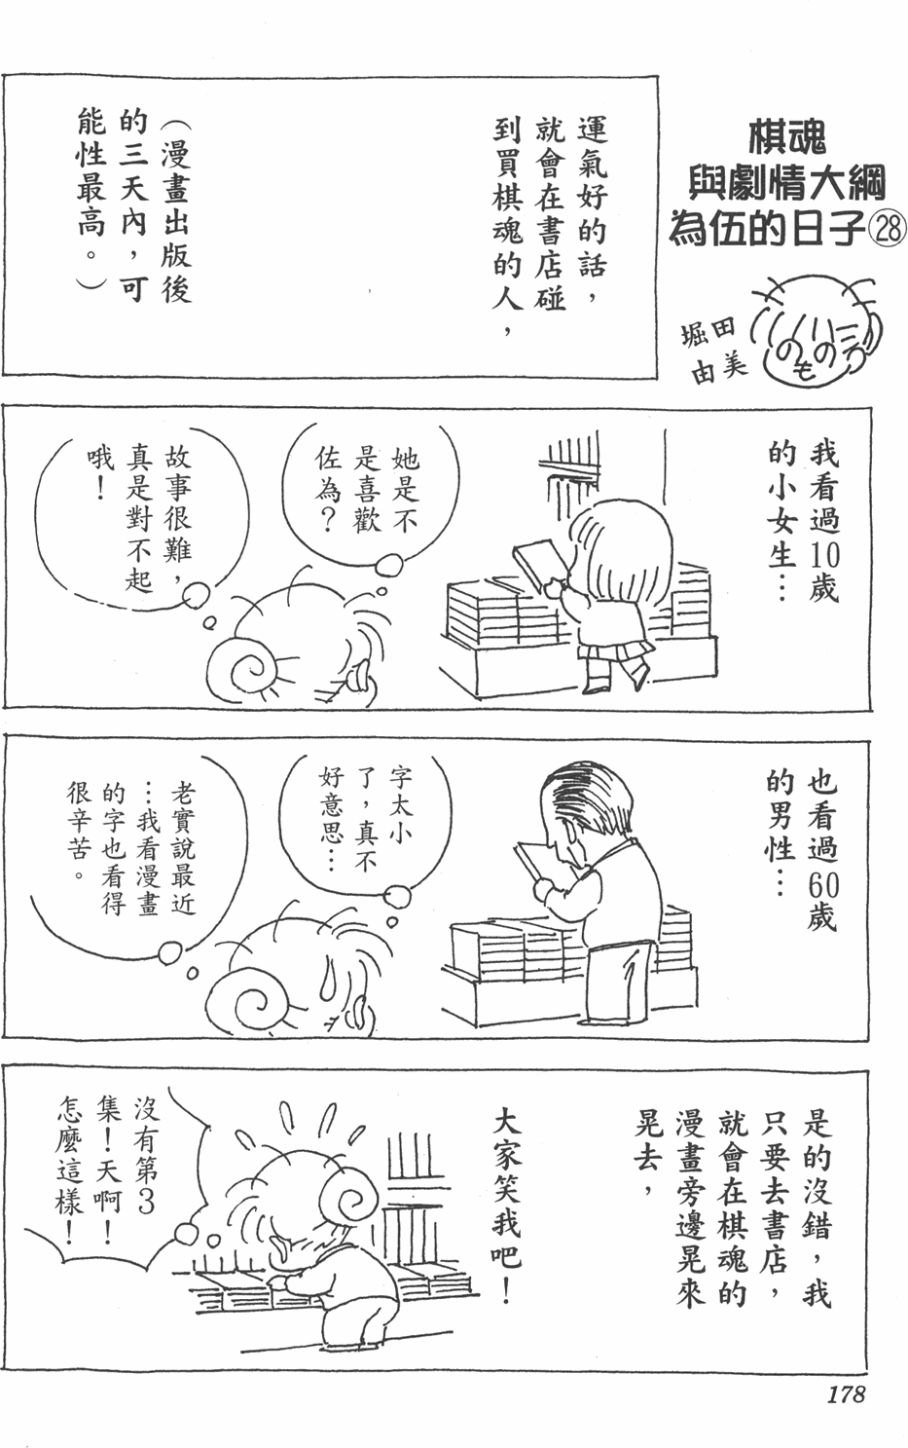 棋魂
與劇情大綱
為伍的日子㉘
堀田
由美
運氣好的話，
就會在書店碰
到買棋魂的人，
（漫畫出版後
的三天內，可
能性最高。）
我看過10歲
的小女生…
她是不
是喜歡
佐為？
故事很難，
真是對不起
哦！
也看過60歲
的男性…
字太小
了，真不
好意思…
老實說最近
…我看漫畫
的字也看得
很辛苦。
是的沒錯，我
只要去書店，
就會在棋魂的
漫畫旁邊晃來
晃去，
大家笑我吧！
沒有第3
集！天啊！
怎麼這樣！
178